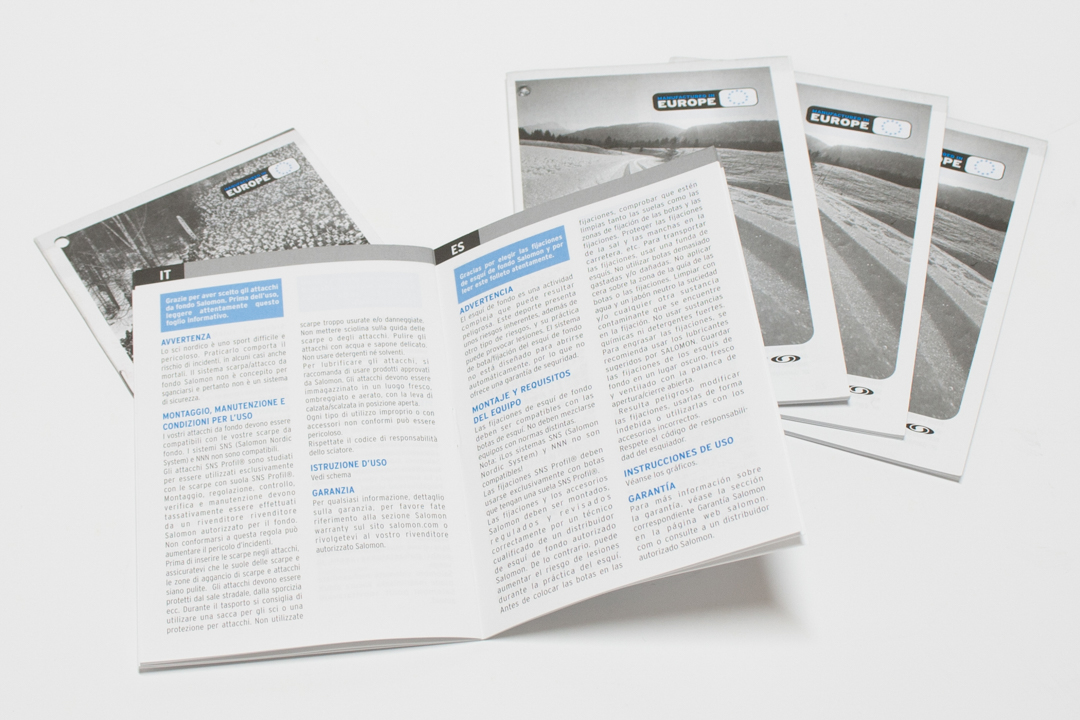 EUROPE
MANUFACTURED IN
EUROPE
MANUFACTURED IN
EUROPE
EUROPE
IT
Grazie per aver scelto gli attacchi
da fondo Salomon. Prima dell'uso,
leggere attentamente questo
foglio informativo.
AVVERTENZA
Lo sci nordico è uno sport difficile e
pericoloso. Praticarlo comporta il
rischio di incidenti, in alcuni casi anche
mortali. Il sistema scarpa/attacco da
fondo Salomon non è concepito per
sganciarsi e pertanto non è un sistema
di sicurezza.
MONTAGGIO, MANUTENZIONE E
CONDIZIONI PER L'USO
I vostri attacchi da fondo devono essere
compatibili con le vostre scarpe da
fondo. I sistemi SNS (Salomon Nordic
System) e NNN non sono compatibili.
Gli attacchi SNS Profil® sono studiati
per essere utilizzati esclusivamente
con le scarpe con suola SNS Profil®.
Montaggio, regolazione, controllo,
verifica e manutenzione devono
tassativamente essere effettuati
da un rivenditore rivenditore
Salomon autorizzato per il fondo.
Non conformarsi a questa regola può
aumentare il pericolo d'incidenti.
Prima di inserire le scarpe negli attacchi,
assicuratevi che le suole delle scarpe e
le zone di aggancio di scarpe e attacchi
siano pulite. Gli attacchi devono essere
protetti dal sale stradale, dalla sporcizia
ecc. Durante il tasporto si consiglia di
utilizzare una sacca per gli sci o una
protezione per attacchi. Non utilizzate
scarpe troppo usurate e/o danneggiate.
Non mettere sciolina sulla guida delle
scarpe o degli attacchi. Pulire gli
attacchi con acqua e sapone delicato.
Non usare detergenti né solventi.
Per lubrificare gli attacchi, si
raccomanda di usare prodotti approvati
da Salomon. Gli attacchi devono essere
immagazzinato in un luogo fresco,
ombreggiato e aerato, con la leva di
calzata/scalzata in posizione aperta.
Ogni tipo di utilizzo improprio o con
accessori non conformi può essere
pericoloso.
Rispettate il codice di responsabilità
dello sciatore.
ISTRUZIONE D'USO
Vedi schema
GARANZIA
Per qualsiasi informazione, dettaglio
sulla garanzia, per favore fate
riferimento alla sezione Salomon
warranty sul sito salomon.com o
rivolgetevi al vostro rivenditore
autorizzato Salomon.
ES
Gracias por elegir las fijaciones
de esquí de fondo Salomon y por
leer este folleto atentamente.
ADVERTENCIA
El esquí de fondo es una actividad
compleja que puede resultar
peligrosa. Este deporte presenta
unos riesgos inherentes, además de
otro tipo de riesgos, y su práctica
puede provocar lesiones. El sistema
de bota/fijación del esquí de fondo
no está diseñado para abrirse
automáticamente, por lo que no
ofrece una garantía de seguridad.
MONTAJE Y REQUISITOS
DEL EQUIPO
Las fijaciones de esquí de fondo
deben ser compatibles con las
botas de esquí. No deben mezclarse
equipos con normas distintas.
Nota: ¡Los sistemas SNS (Salomon
Nordic System) Y NNN no son
compatibles!
Las fijaciones SNS Profil® deben
usarse exclusivamente con botas
que tengan una suela SNS Profil®.
Las fijaciones y los accesorios
Salomon deben ser montados,
regulados y revisados
correctamente por un técnico
cualificado de un distribuidor
de esquí de fondo autorizado
Salomon. De lo contrario, puede
aumentar el riesgo de lesiones
durante la práctica del esquí.
Antes de colocar las botas en las
fijaciones, comprobar que estén
limpias tanto las suelas como las
zonas de fijación de las botas y las
fijaciones. Proteger las fijaciones
de la sal y las manchas en la
carretera, etc. Para transportar
las fijaciones, usar una funda de
esquís. No utilizar botas demasiado
gastadas y/o dañadas. No aplicar
cera sobre la zona de la guía de las
botas o las fijaciones. Limpiar con
agua y un jabón neutro la suciedad
y cualquier otra sustancia
contaminante que se encuentre
en la fijación. No usar sustancias
químicas ni detergentes fuertes.
Para engrasar las fijaciones, se
recomienda usar los lubricantes
sugeridos por SALOMON. Guardar
las fijaciones de los esquís de
fondo en un lugar oscuro, fresco
y ventilado con la palanca de
apertura/cierre abierta.
Resulta peligroso modificar
las fijaciones, usarlas de forma
indebida o utilizarlas con los
accesorios incorrectos.
Respete el código de responsabili-
dad del esquiador.
INSTRUCCIONES DE USO
Véanse los gráficos.
GARANTÍA
Para más información sobre
la garantía, véase la sección
correspondiente Garantía Salomon
en la página web salomon.
com o consulte a un distribuidor
autorizado Salomon.